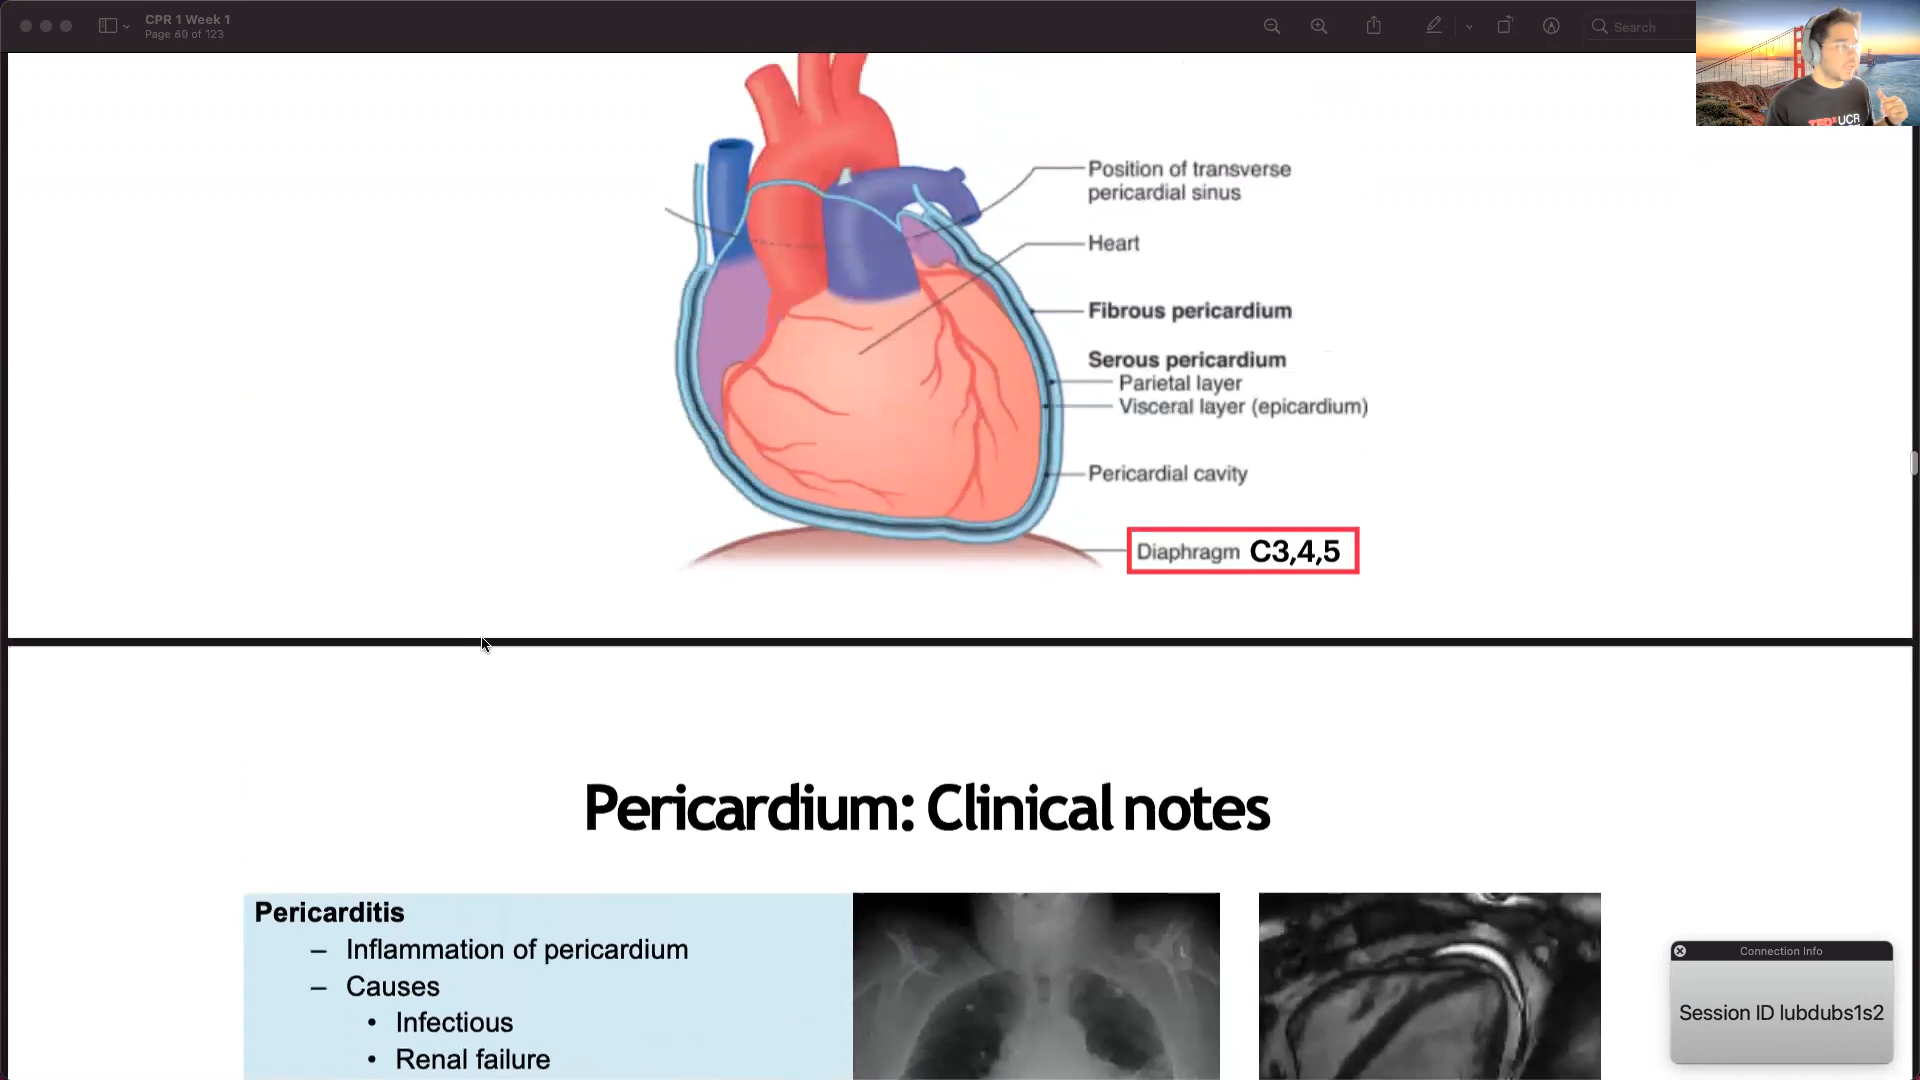 CPR 1 Week 1
Page 60 of 123
Search
TEDxUCR
Position of transverse
pericardial sinus
Heart
Fibrous pericardium
Serous pericardium
Parietal layer
Visceral layer (epicardium)
Pericardial cavity
Diaphragm C3,4,5
Pericardium: Clinical notes
Pericarditis
– Inflammation of pericardium
– Causes
• Infectious
• Renal failure
Connection Info
Session ID lubdubs1s2